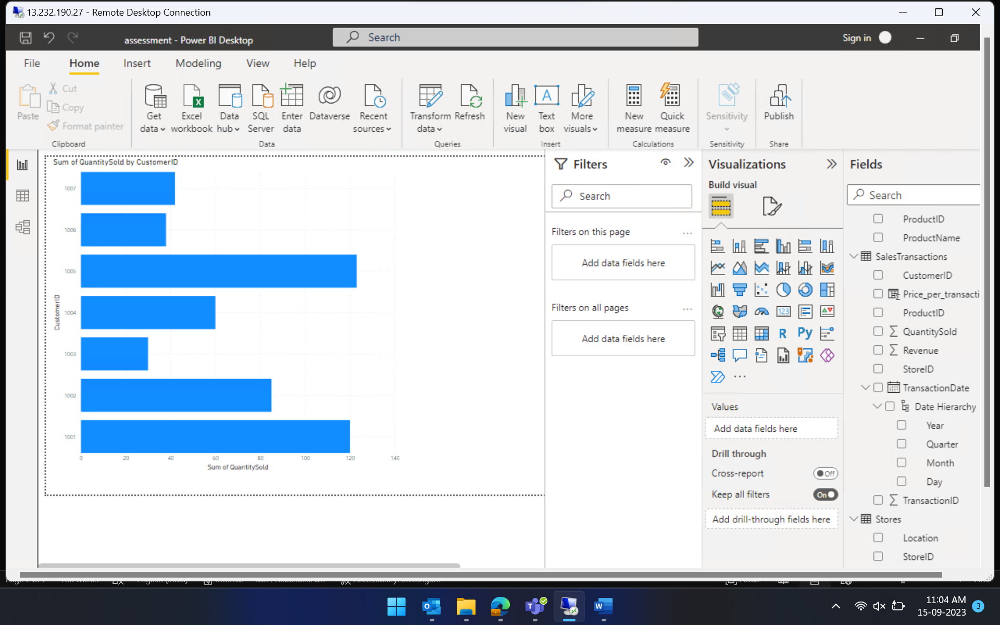 13.232.190.27 - Remote Desktop Connection
assessment - Power BI Desktop
Search
Sign in
File
Home
Insert
Modeling
View
Help
Paste
Cut
Copy
Format painter
Clipboard
Get data
Excel workbook
Data hub
SQL Server
Enter data
Dataverse
Recent sources
Data
Transform data
Refresh
Queries
New visual
Text box
More visuals
Insert
New measure
Quick measure
Calculations
Sensitivity
Sensitivity
Publish
Share
Sum of QuantitySold by CustomerID
CustomerID
1007
1006
1005
1004
1003
1002
1001
0 20 40 60 80 100 120 140
Sum of QuantitySold
Filters
Search
Filters on this page
...
Add data fields here
Filters on all pages
...
Add data fields here
Visualizations
Build visual
123
R
Py
...
Values
Add data fields here
Drill through
Cross-report
Off
Keep all filters
On
Add drill-through fields here
Fields
Search
ProductID
ProductName
SalesTransactions
CustomerID
Price_per_transacti
ProductID
QuantitySold
Revenue
StoreID
TransactionDate
Date Hierarchy
Year
Quarter
Month
Day
TransactionID
Stores
Location
StoreID
11:04 AM
15-09-2023
3